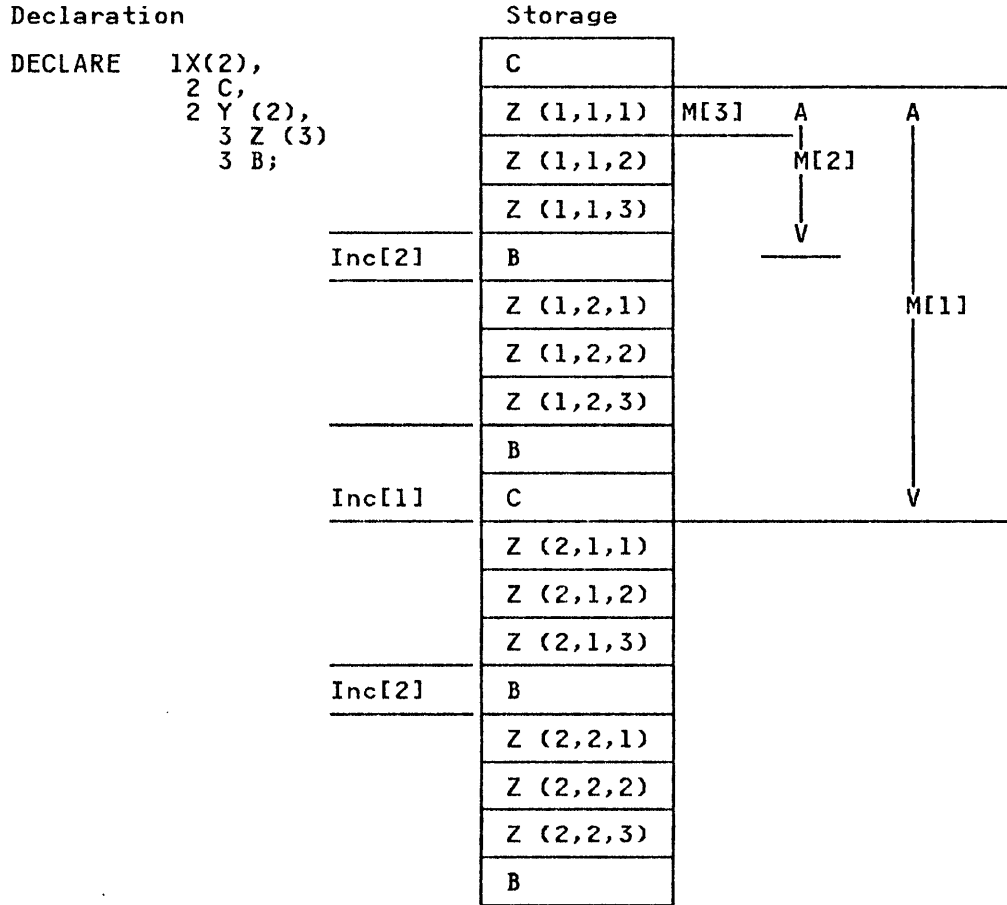 Declaration Storage
DECLARE 1X(2), C
2 C,
2 Y (2), Z (1,1,1) M[3] A A
3 Z (3)
3 B; Z (1,1,2) M[2]
Z (1,1,3)
V
Inc[2] B
Z (1,2,1) M[1]
Z (1,2,2)
Z (1,2,3)
B
Inc[1] C V
Z (2,1,1)
Z (2,1,2)
Z (2,1,3)
Inc[2] B
Z (2,2,1)
Z (2,2,2)
Z (2,2,3)
B